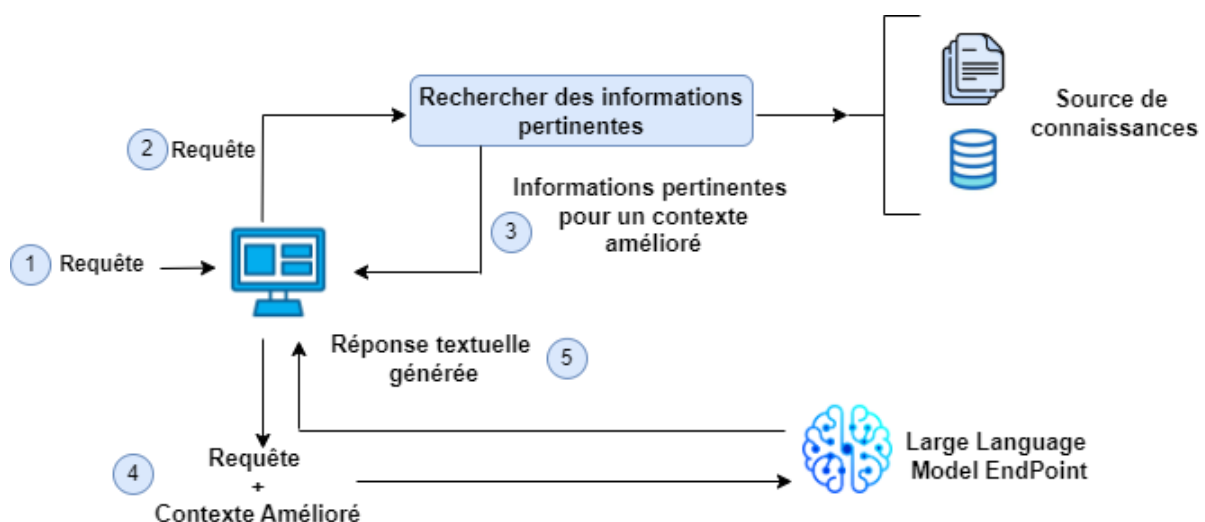 Rechercher des informations
pertinentes
Source de
connaissances
2 Requête
Informations pertinentes
pour un contexte
amélioré
3
1 Requête
Réponse textuelle
générée
5
Large Language
Model EndPoint
4
Requête
+
Contexte Amélioré